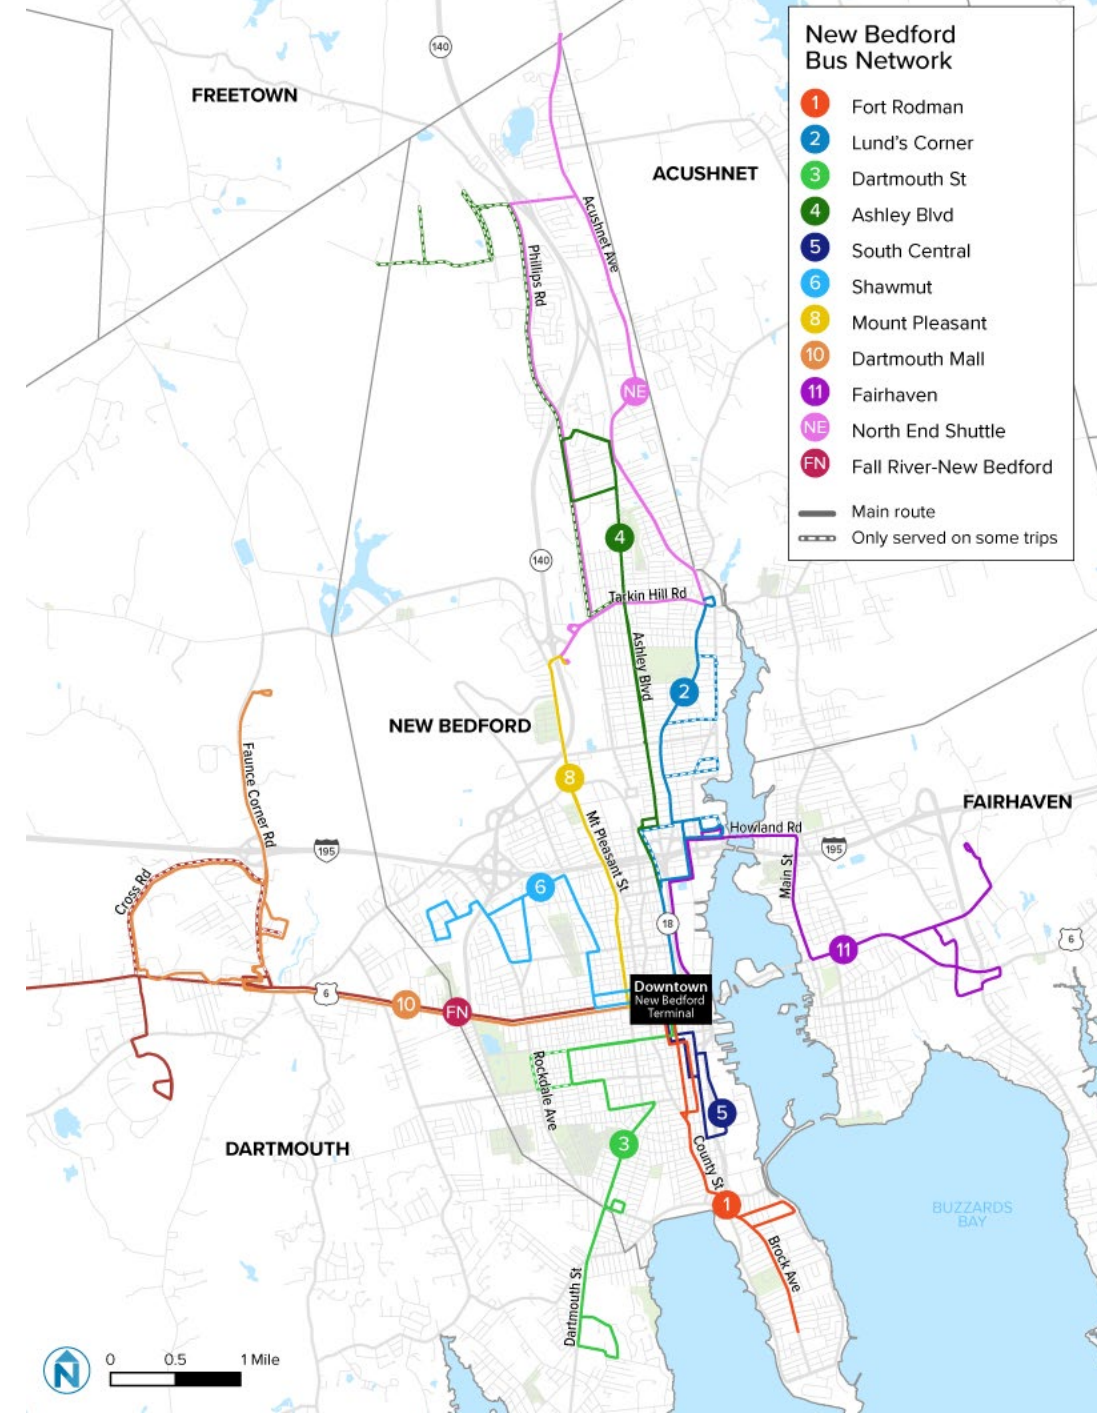 New Bedford
Bus Network
1 Fort Rodman
2 Lund's Corner
3 Dartmouth St
4 Ashley Blvd
5 South Central
6 Shawmut
8 Mount Pleasant
10 Dartmouth Mall
11 Fairhaven
NE North End Shuttle
FN Fall River-New Bedford
Main route
Only served on some trips
140
FREETOWN
ACUSHNET
Acushnet Ave
Phillips Rd
NE
4
140
Tarkin Hill Rd
Ashley Blvd
2
NEW BEDFORD
8
Faunce Corner Rd
FAIRHAVEN
Mt Pleasant St
Howland Rd
195
195
Main St
Cross Rd
6
18
11
6
Downtown
New Bedford
Terminal
6
10
FN
Rockdale Ave
5
3
DARTMOUTH
County St
1
BUZZARDS
BAY
Brock Ave
Dartmouth St
N
0 0.5 1 Mile